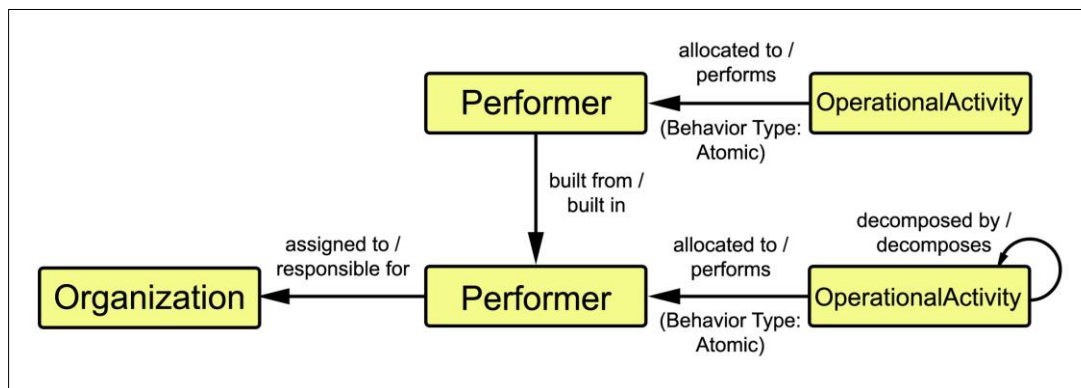 allocated to /
performs
Performer
OperationalActivity
(Behavior Type:
Atomic)
built from /
built in
decomposed by /
decomposes
assigned to /
responsible for
allocated to /
performs
Organization
Performer
OperationalActivity
(Behavior Type:
Atomic)